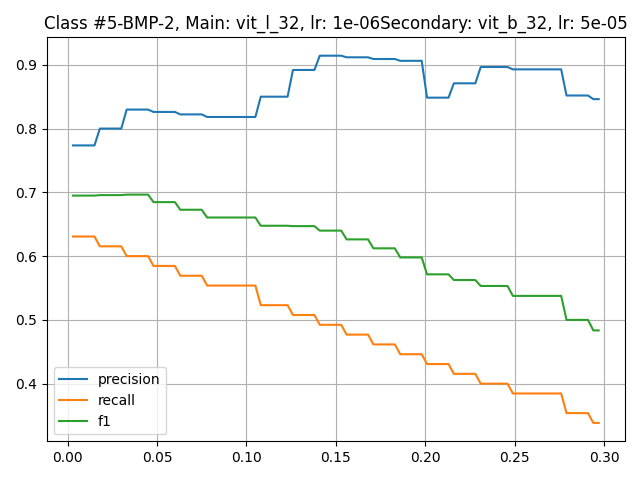 Class #5-BMP-2, Main: vit_l_32, lr: 1e-06Secondary: vit_b_32, lr: 5e-05
0.9
0.8
0.7
0.6
0.5
0.4
precision
recall
f1
0.00 0.05 0.10 0.15 0.20 0.25 0.30